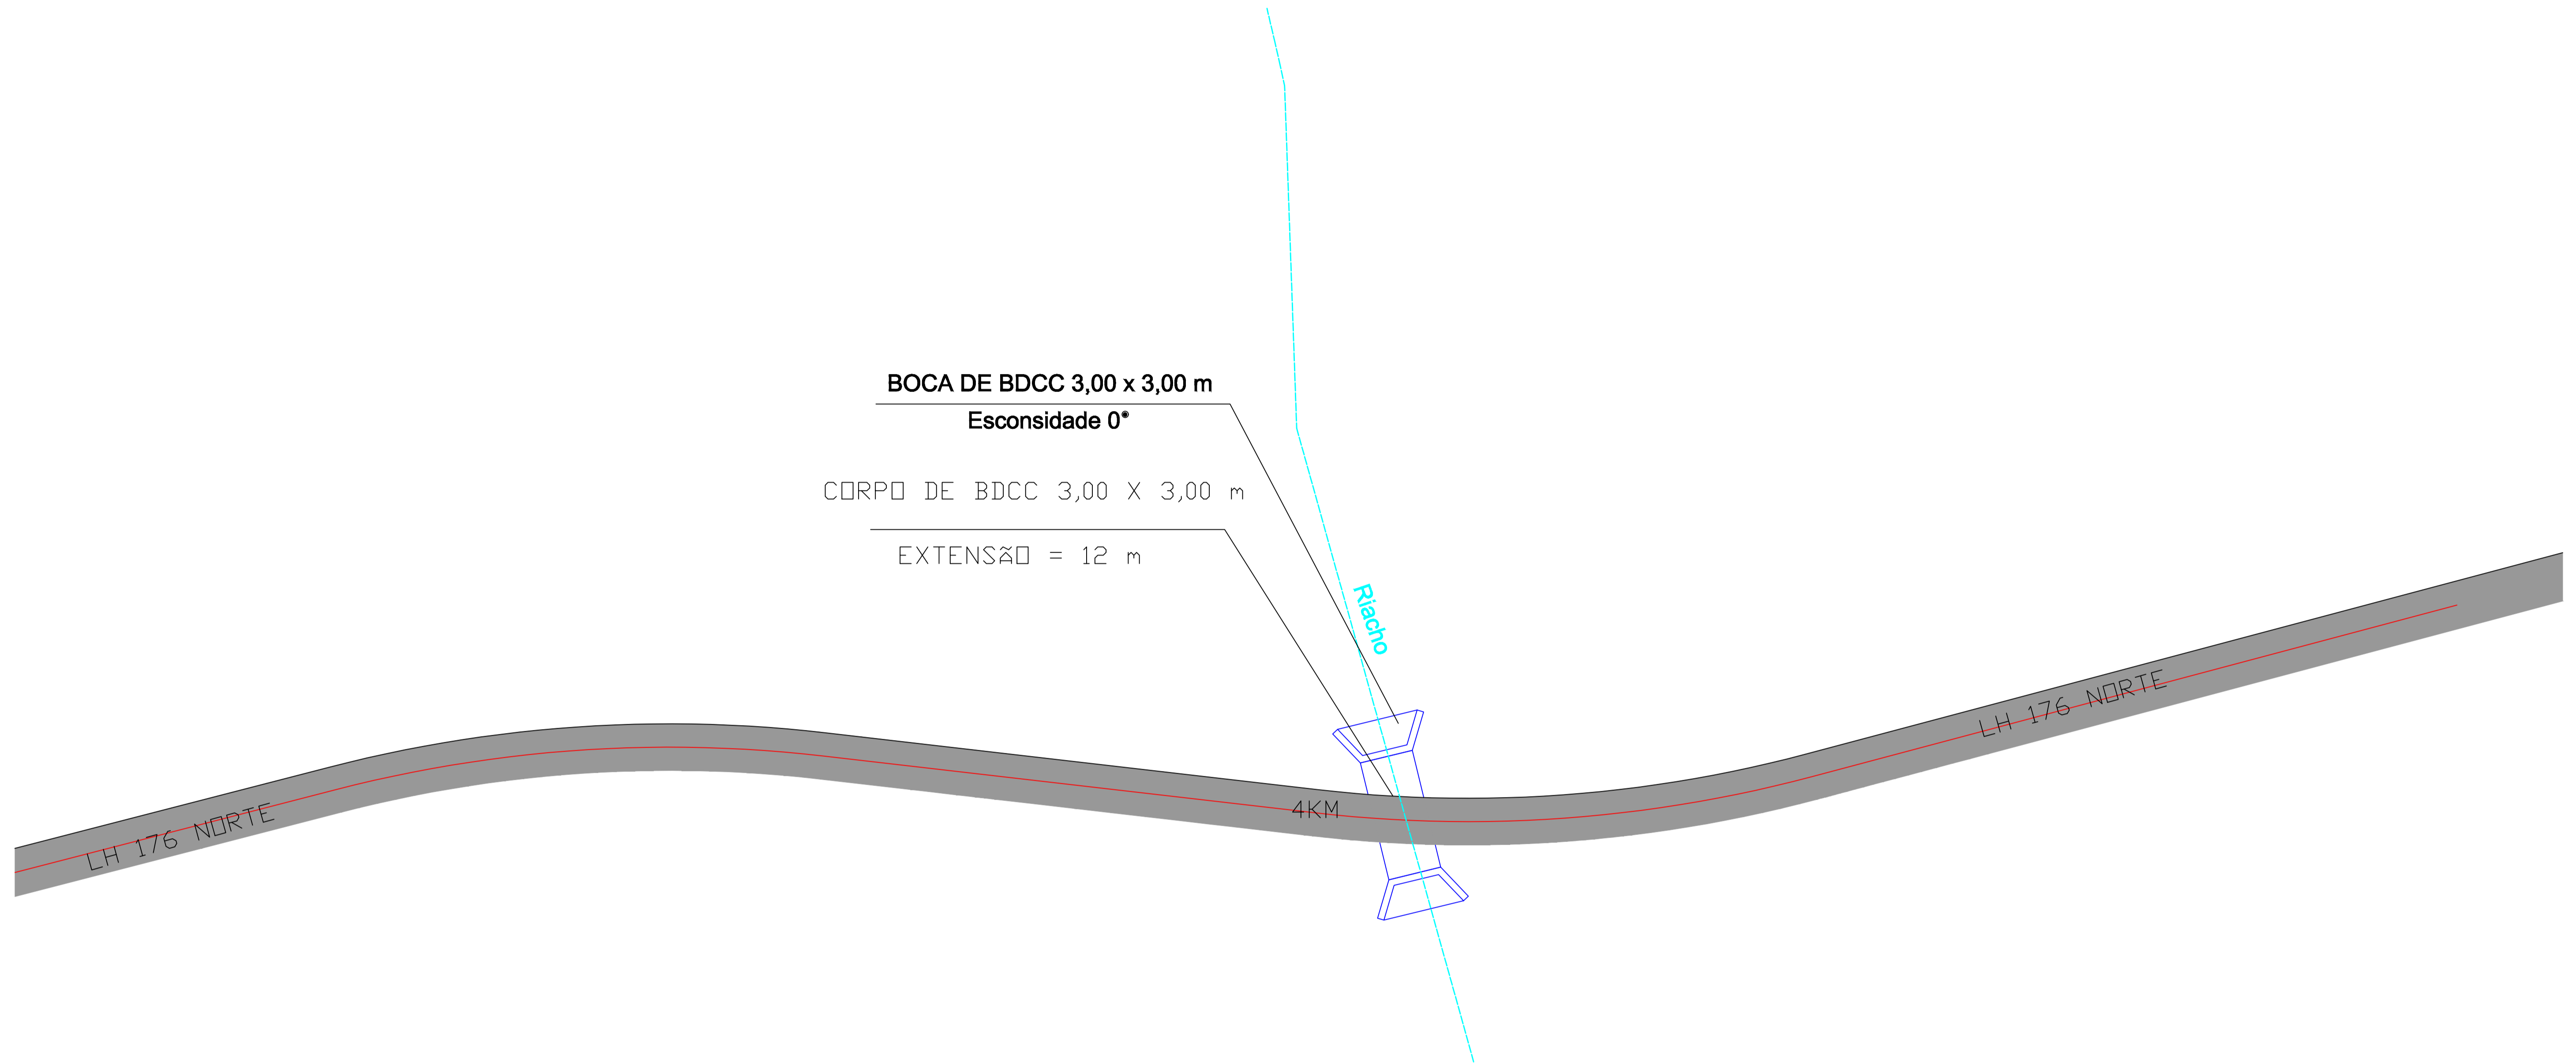 BOCA DE BDCC 3,00 x 3,00 m
Esconsidade 0°
CORPO DE BDCC 3,00 X 3,00 m
EXTENSÃO = 12 m
Riacho
LH 176 NORTE
4KM
LH 176 NORTE